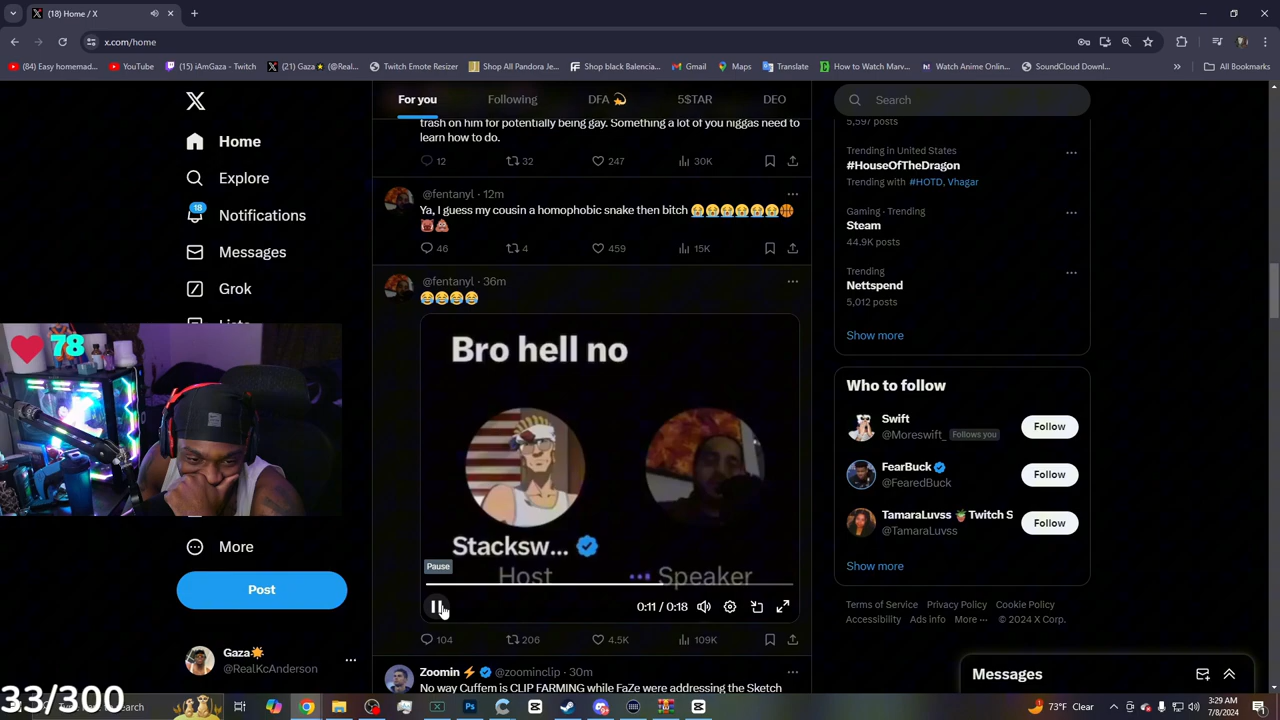 (18) Home / X
x.com/home
(84) Easy homemad...
YouTube
(15) iAmGaza - Twitch
(21) Gaza★ (@Real...
Twitch Emote Resizer
Shop All Pandora Je...
Shop black Balencia...
Gmail
Maps
Translate
How to Watch Marv...
Watch Anime Onlin...
SoundCloud Downl...
»
All Bookmarks
Home
Explore
18
Notifications
Messages
Grok
More
Post
Gaza☀️
@RealKcAnderson
78
33/300
For you
Following
DFA 💫
5$TAR
DEO
trash on him for potentially being gay. Something a lot of you niggas need to
learn how to do.
12
32
247
30K
@fentanyl · 12m
Ya, I guess my cousin a homophobic snake then bitch 😭😭😭😭😭😭🏀
🐷💩
46
4
459
15K
@fentanyl · 36m
😂😂😂😂
Bro hell no
Stacksw...
Host
Speaker
Pause
0:11 / 0:18
104
206
4.5K
109K
Zoomin ⚡ @zoominclip · 30m
No way Cuffem is CLIP FARMING while FaZe were addressing the Sketch
Search
5,597 posts
Trending in United States
#HouseOfTheDragon
Trending with #HOTD, Vhagar
Gaming · Trending
Steam
44.9K posts
Trending
Nettspend
5,012 posts
Show more
Who to follow
Swift
@Moreswift_ Follows you
Follow
FearBuck
@FearedBuck
Follow
TamaraLuvss 🪴Twitch S
@TamaraLuvss
Follow
Show more
Terms of Service Privacy Policy Cookie Policy
Accessibility Ads info More ··· © 2024 X Corp.
Messages
73°F Clear
3:29 AM
7/8/2024